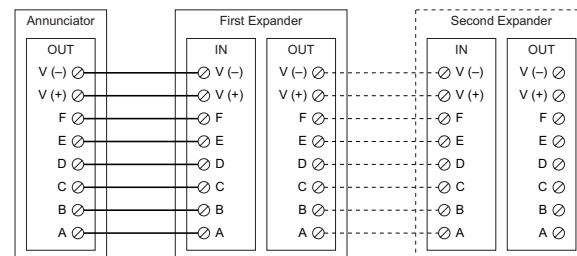 Annunciator First Expander Second Expander
OUT IN OUT IN OUT
V (–) V (–) V (–) V (–) V (–)
V (+) V (+) V (+) V (+) V (+)
F F F F F
E E E E E
D D D D D
C C C C C
B B B B B
A A A A A